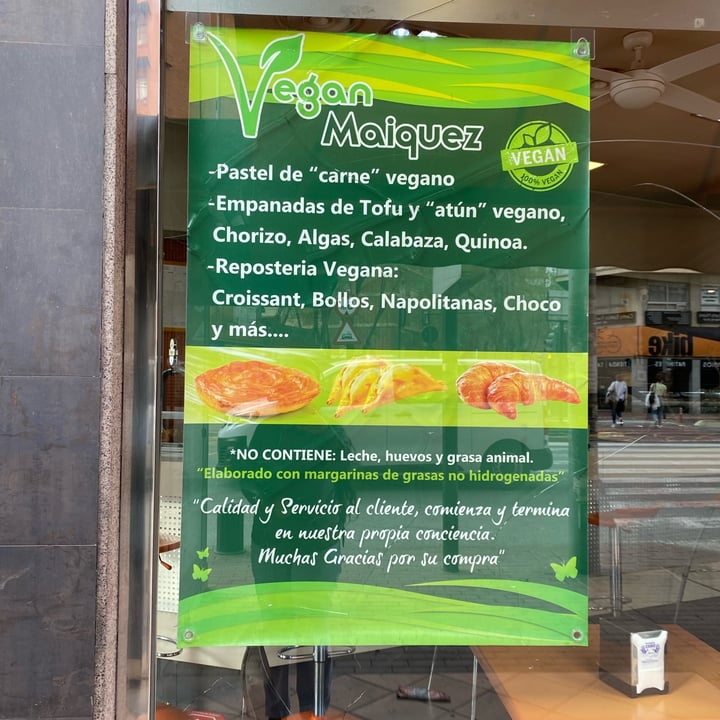 Vegan
Maiquez
VEGAN
100% VEGAN
-Pastel de “carne” vegano
-Empanadas de Tofu y “atún” vegano,
Chorizo, Algas, Calabaza, Quinoa.
-Reposteria Vegana:
Croissant, Bollos, Napolitanas, Choco
y más....
*NO CONTIENE: Leche, huevos y grasa animal.
“Elaborado con margarinas de grasas no hidrogenadas”
“Calidad y Servicio al cliente, comienza y termina
en nuestra propia conciencia.
Muchas Gracias por su compra”
bike